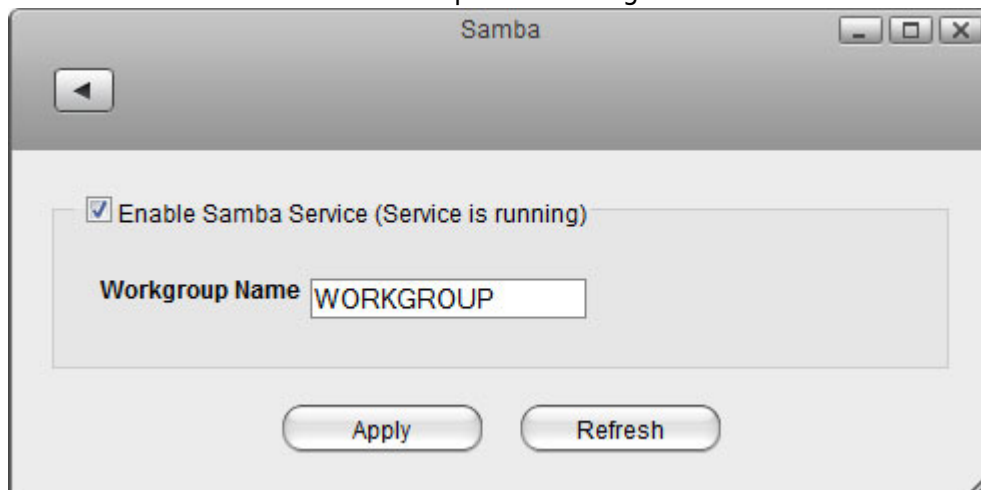 Samba
Enable Samba Service (Service is running)
Workgroup Name WORKGROUP
Apply Refresh